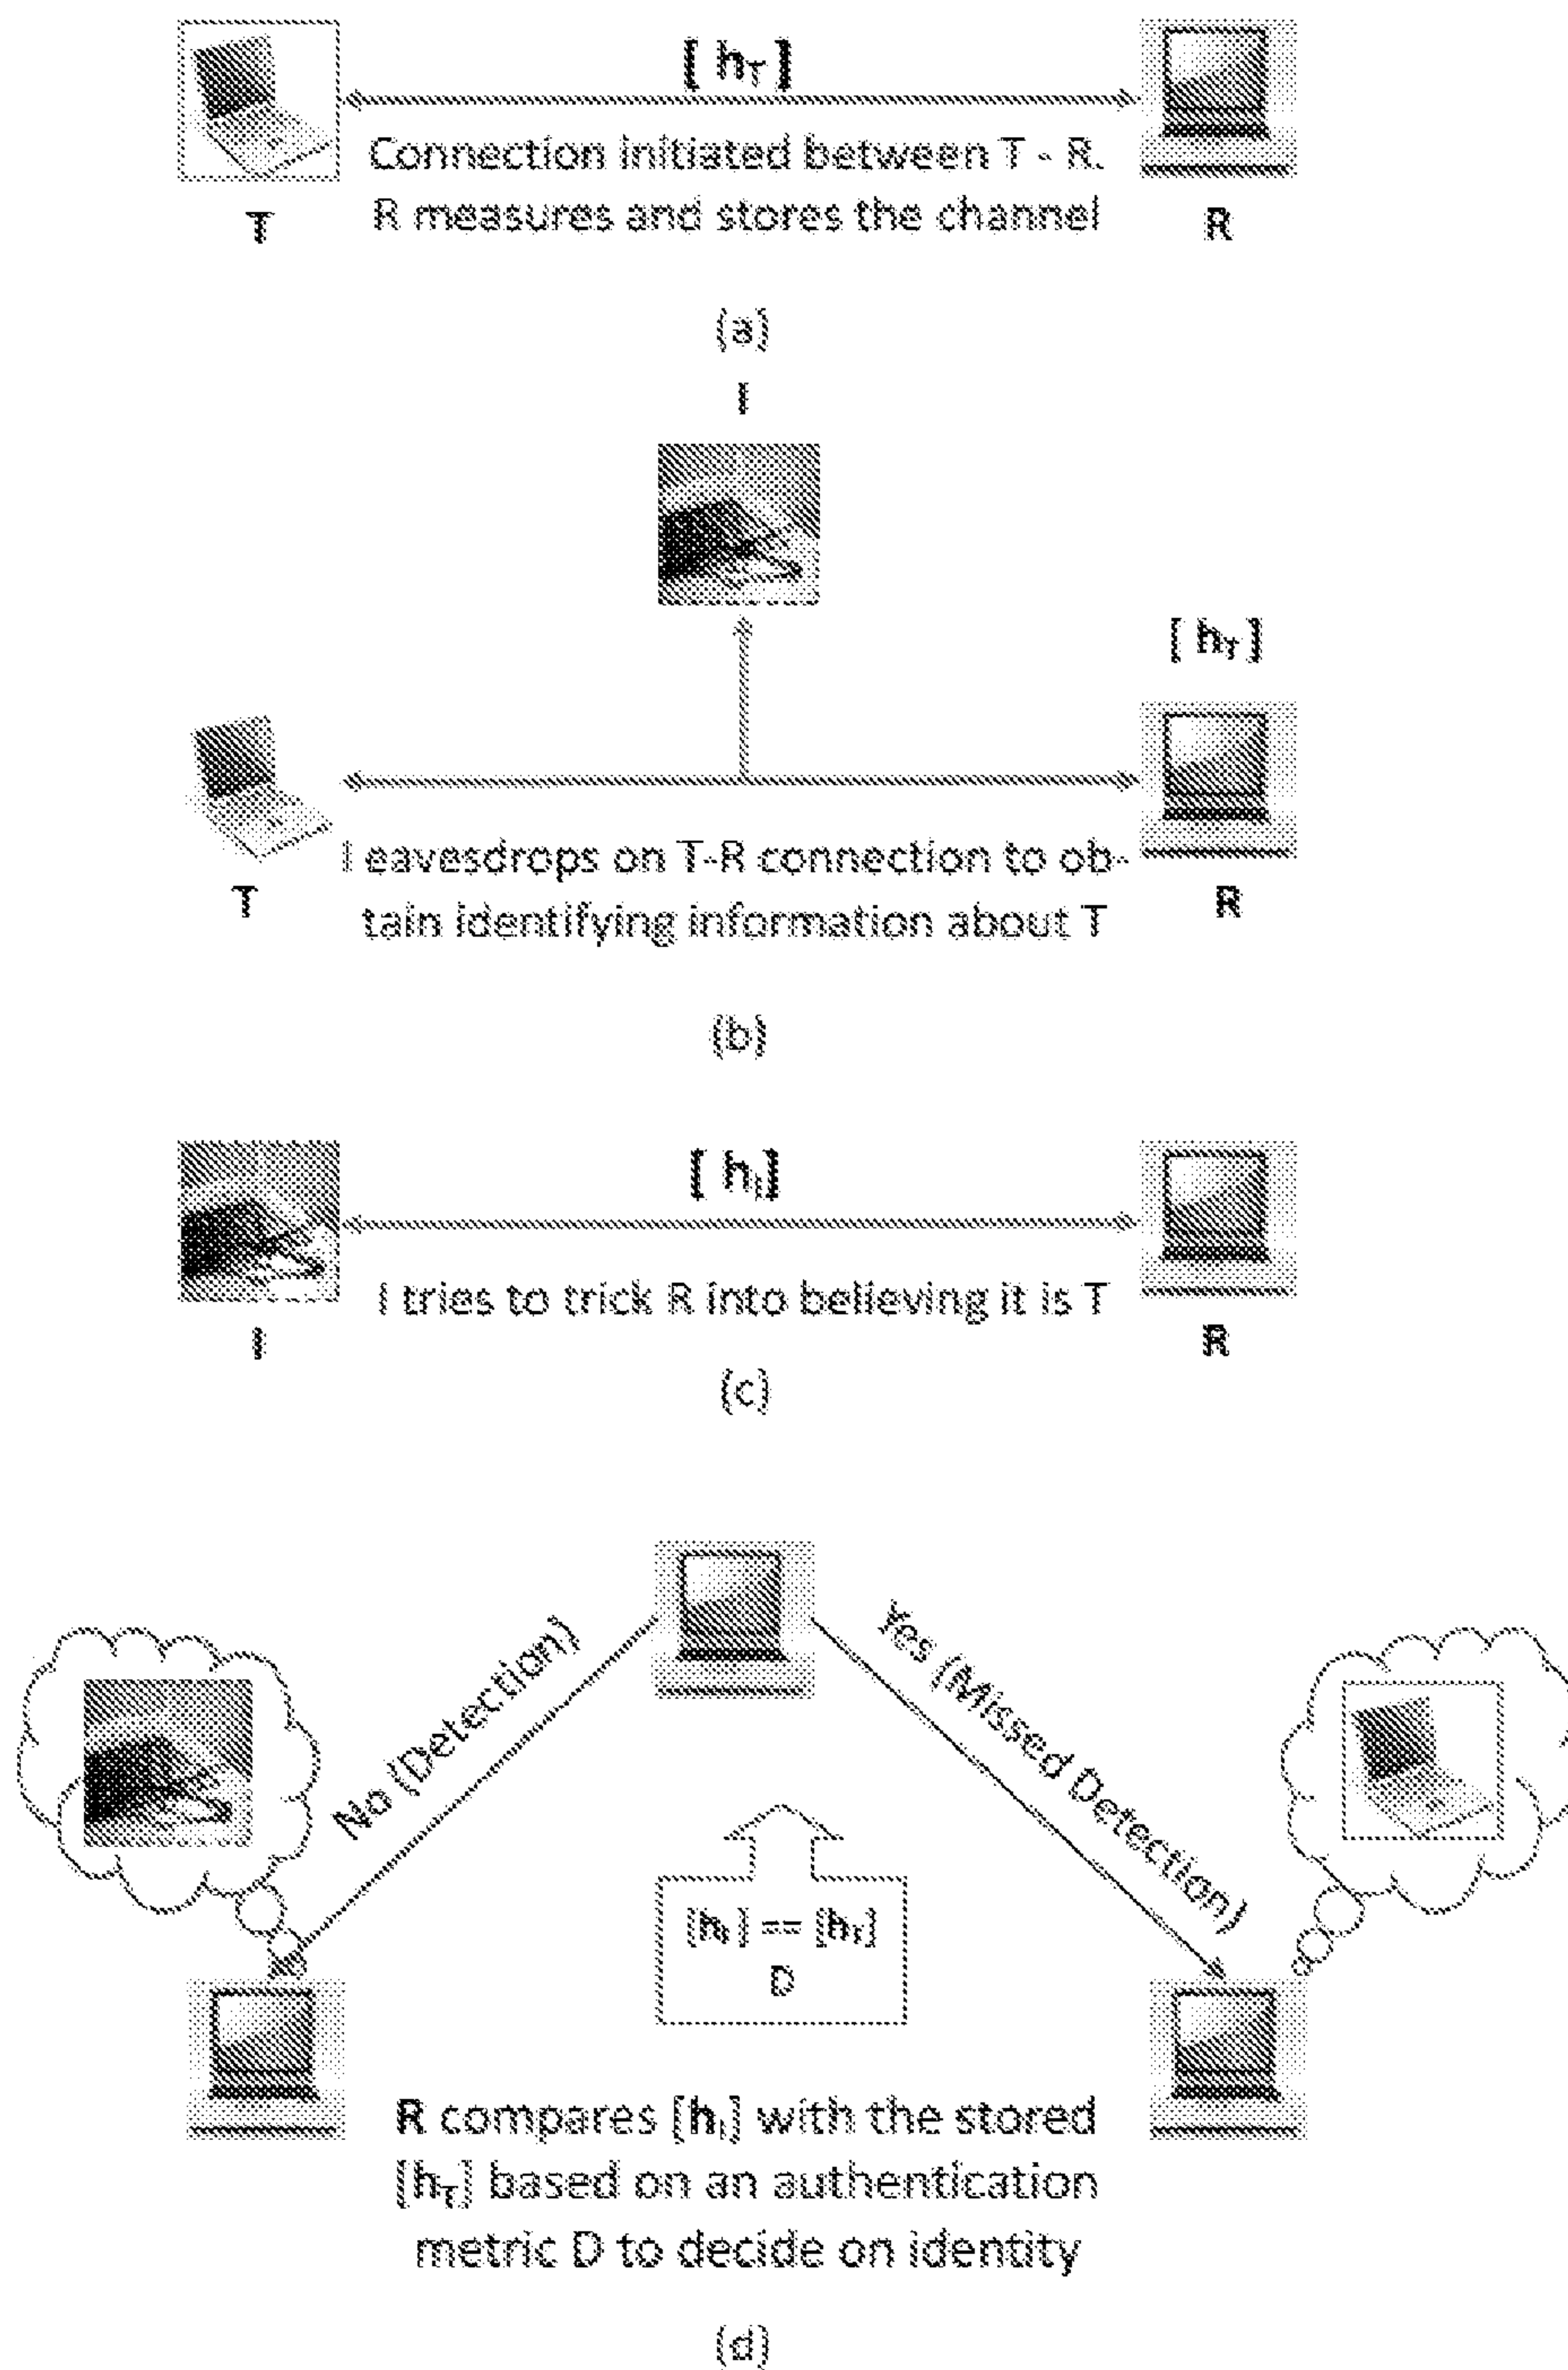 [ hT ]
Connection initiated between T - R.
R measures and stores the channel
T
R
(a)
I
[ hT ]
I eavesdrops on T-R connection to ob-
tain identifying information about T
T
R
(b)
[ hI ]
I tries to trick R into believing it is T
I
R
(c)
No (Detection)
Yes (Missed Detection)
[hI] == [hT]
D
R compares [hI] with the stored
[hT] based on an authentication
metric D to decide on identity
(d)